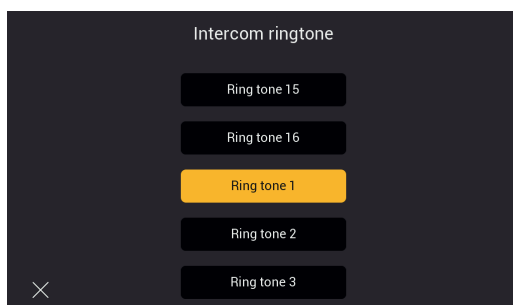 Intercom ringtone
Ring tone 15
Ring tone 16
Ring tone 1
Ring tone 2
Ring tone 3